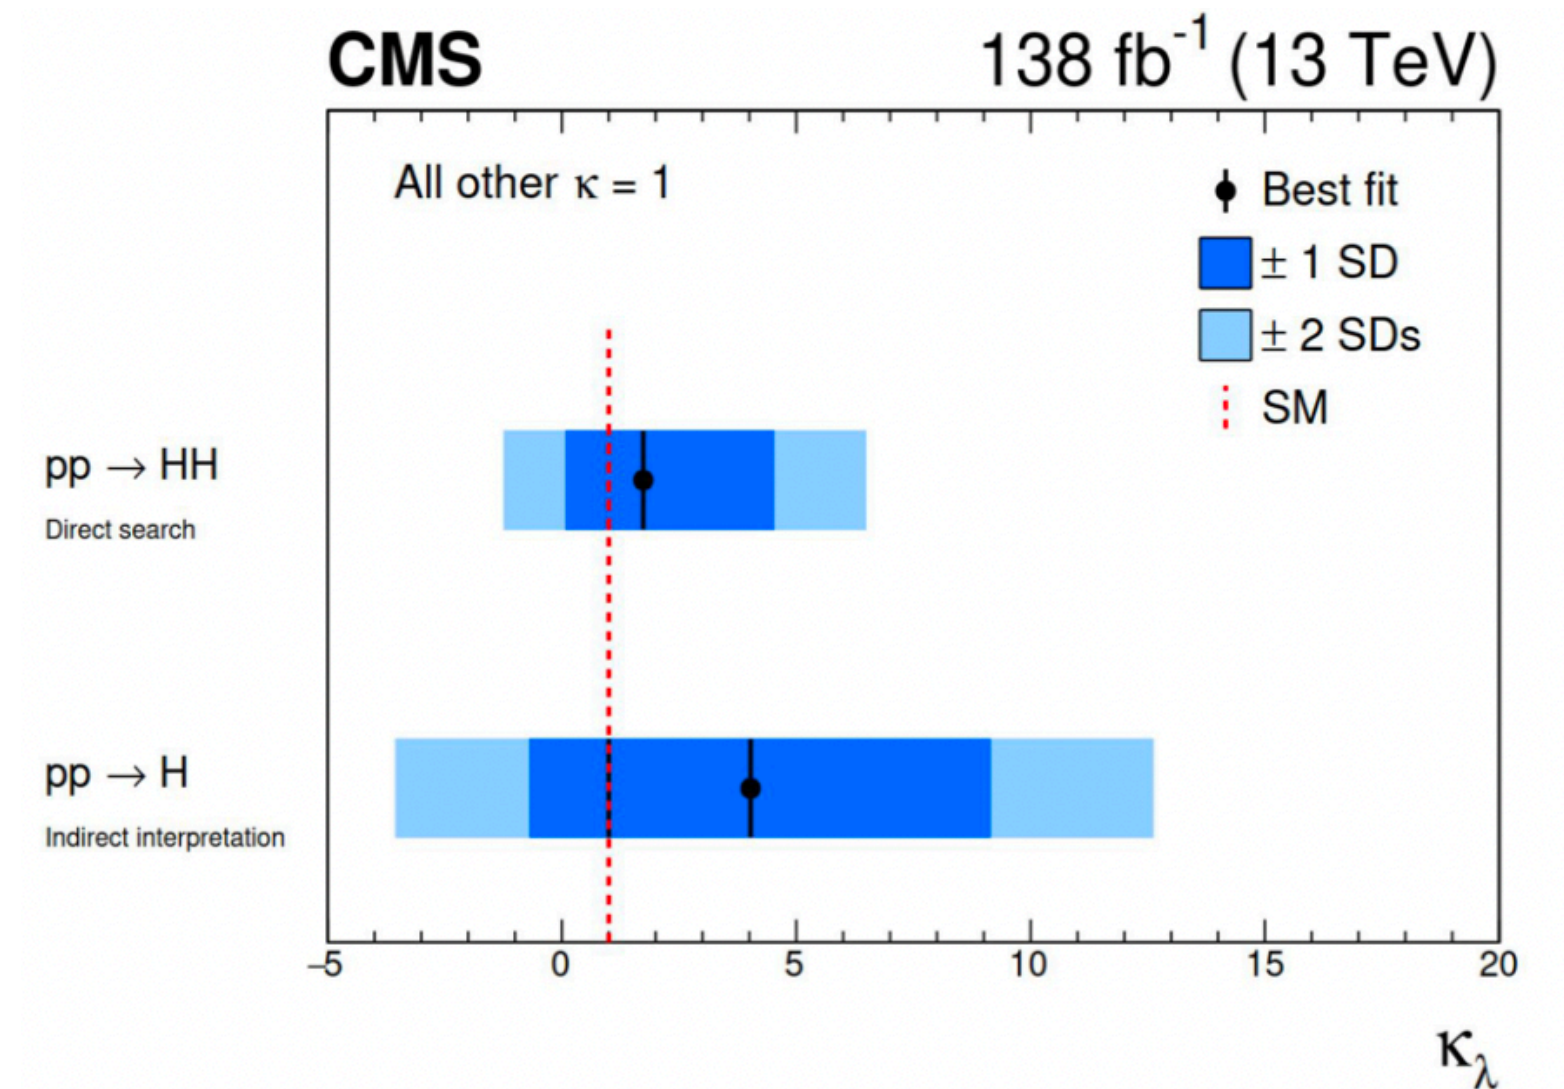 CMS 138 fb⁻¹ (13 TeV)
All other κ = 1
Best fit
± 1 SD
± 2 SDs
SM
pp → HH
Direct search
pp → H
Indirect interpretation
–5 0 5 10 15 20
κλ